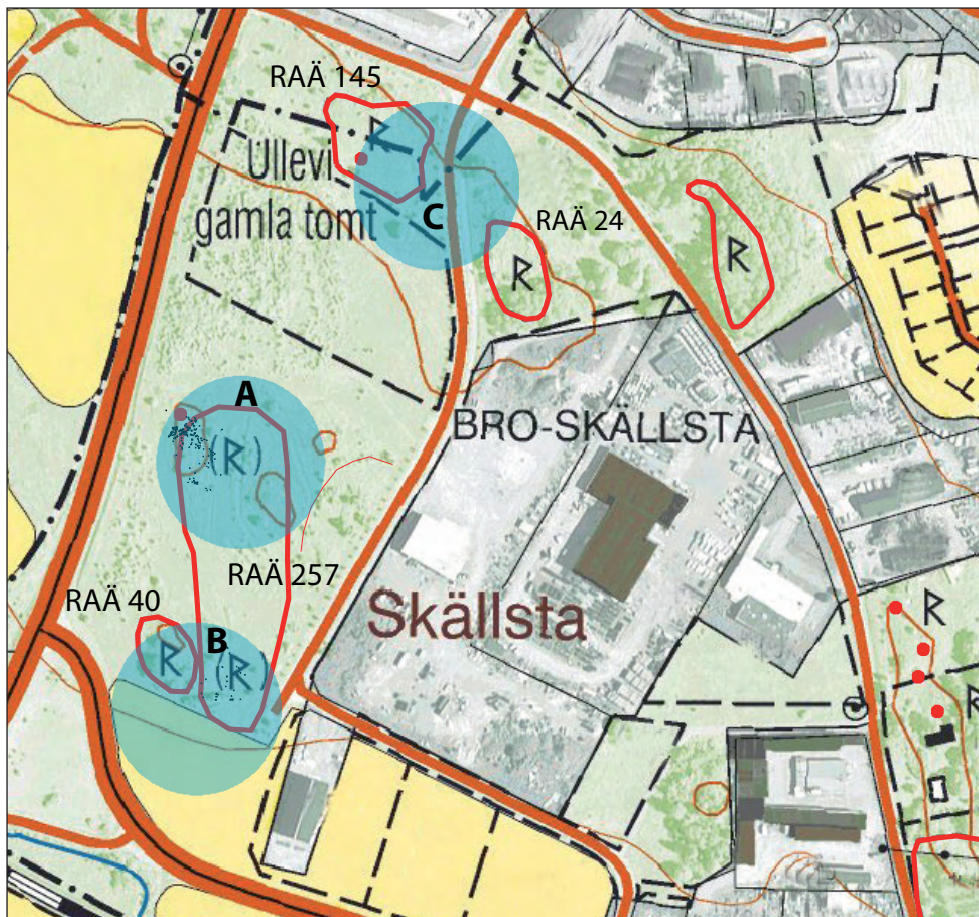 RAÄ 145
R
Ullevi
gamla tomt
C
RAÄ 24
R
R
A
BRO-SKÄLLSTA
(R)
RAÄ 257
RAÄ 40
B
Skällsta
R
(R)
R